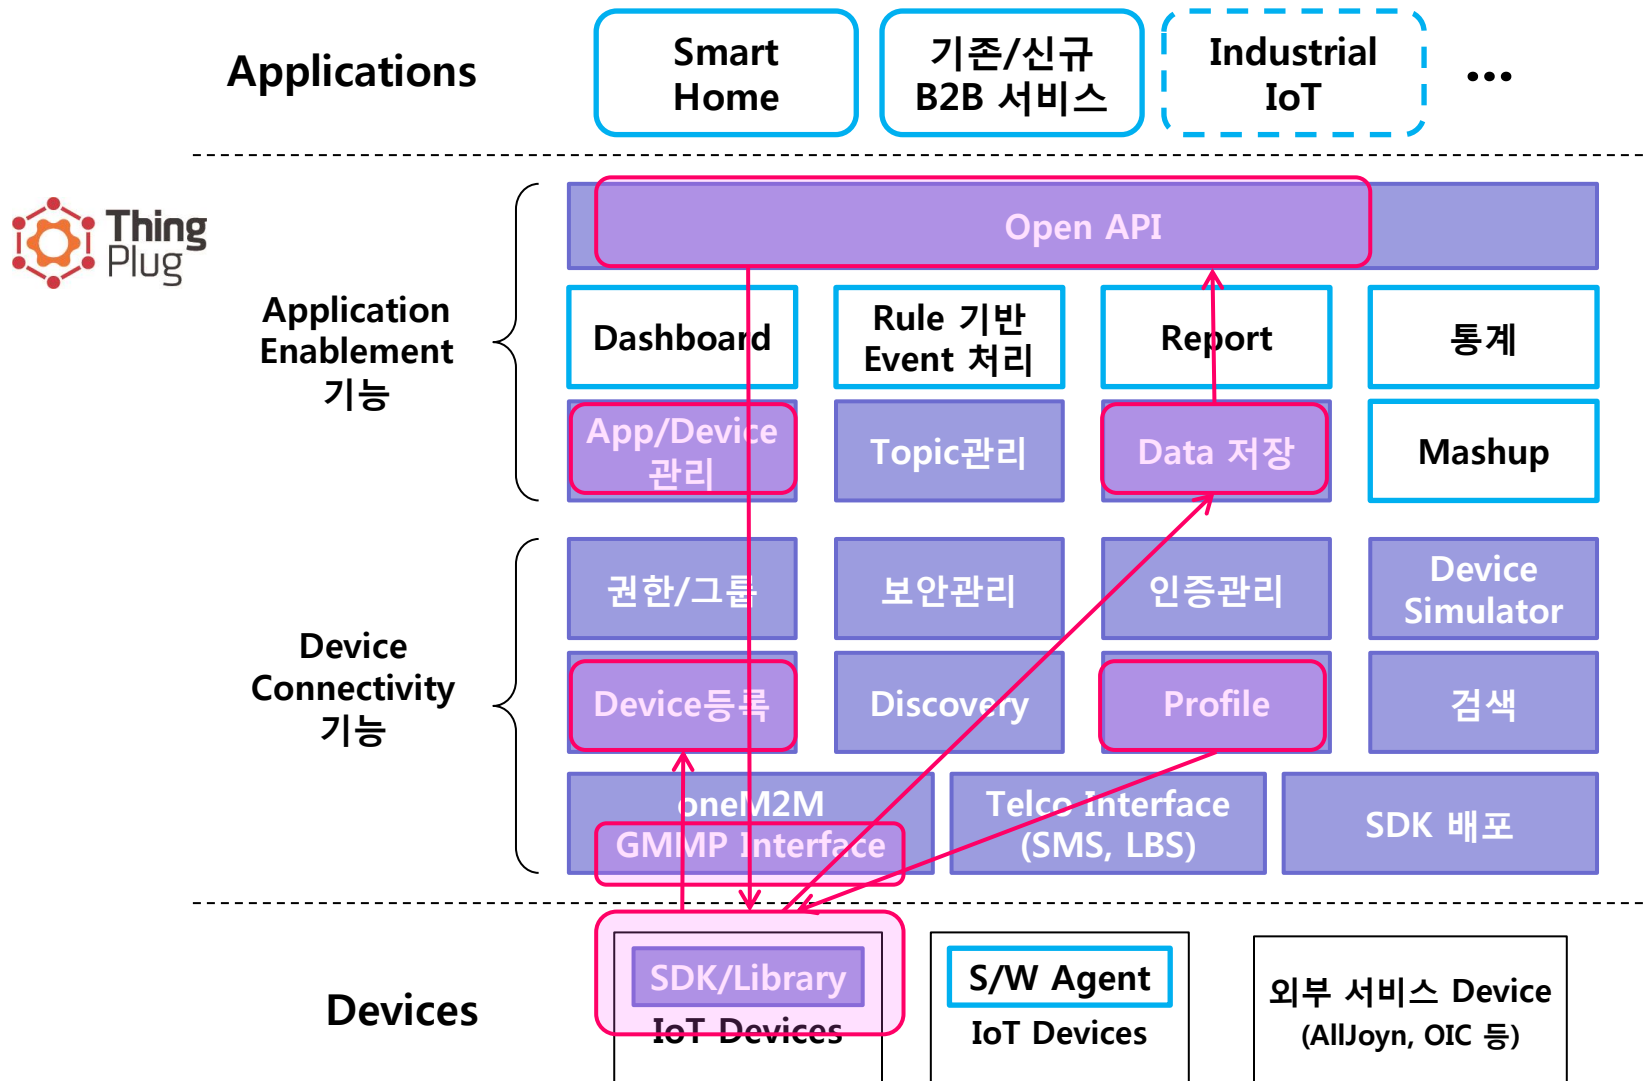 Applications
Smart
Home
기존/신규
B2B 서비스
Industrial
IoT
...
Thing
Plug
Application
Enablement
기능
Open API
Dashboard
Rule 기반
Event 처리
Report
통계
App/Device
관리
Topic관리
Data 저장
Mashup
Device
Connectivity
기능
권한/그룹
보안관리
인증관리
Device
Simulator
Device등록
Discovery
Profile
검색
oneM2M
GMMP Interface
Telco Interface
(SMS, LBS)
SDK 배포
Devices
SDK/Library
IoT Devices
S/W Agent
IoT Devices
외부 서비스 Device
(AllJoyn, OIC 등)